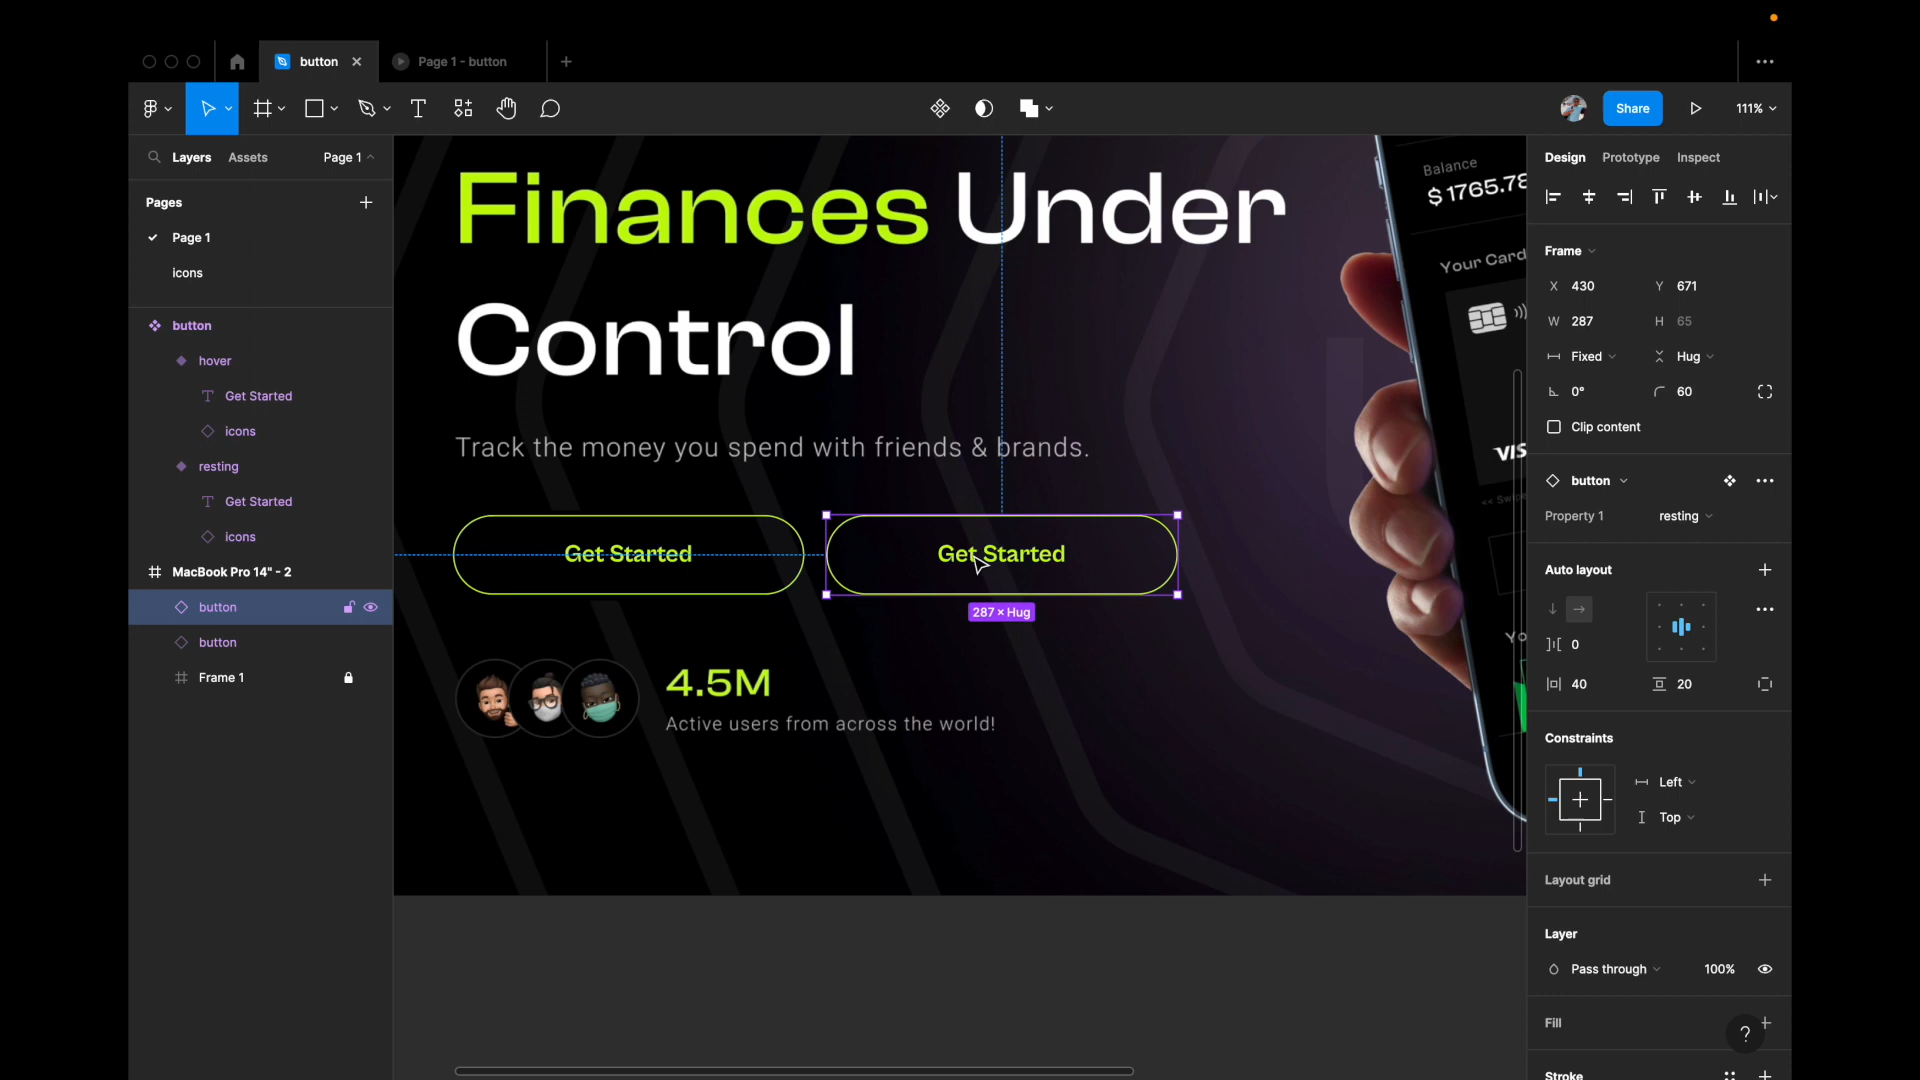 button
Page 1 - button
Share
111%
Layers
Assets
Page 1
Pages
Page 1
icons
button
hover
Get Started
icons
resting
Get Started
icons
MacBook Pro 14" - 2
button
button
Frame 1
Finances Under
Control
Track the money you spend with friends & brands.
Get Started
Get Started
287 × Hug
4.5M
Active users from across the world!
Balance
$ 1765.78
Your Card
VIS
<< Swipe
Yo
Design
Prototype
Inspect
Frame
X 430
Y 671
W 287
H 65
Fixed
Hug
0°
60
Clip content
button
Property 1
resting
Auto layout
0
40
20
Constraints
Left
Top
Layout grid
Layer
Pass through
100%
Fill
?
Stroke